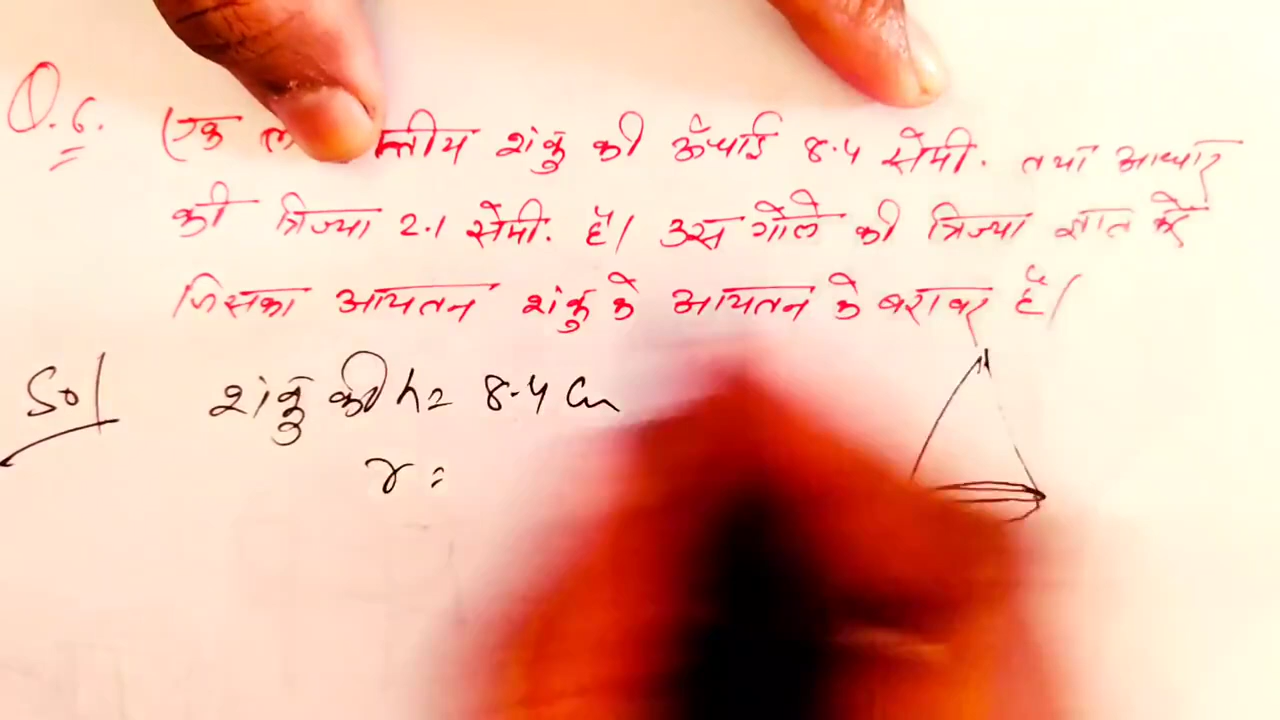 Q.6. (एक शंकु की ऊँचाई 8.4 सेमी. तथा आधार
की त्रिज्या 2.1 सेमी. है। उस गोले की त्रिज्या ज्ञात करें
जिसका आयतन शंकु के आयतन के बराबर है।
Sol शंकु की h = 8.4 Cm
r =